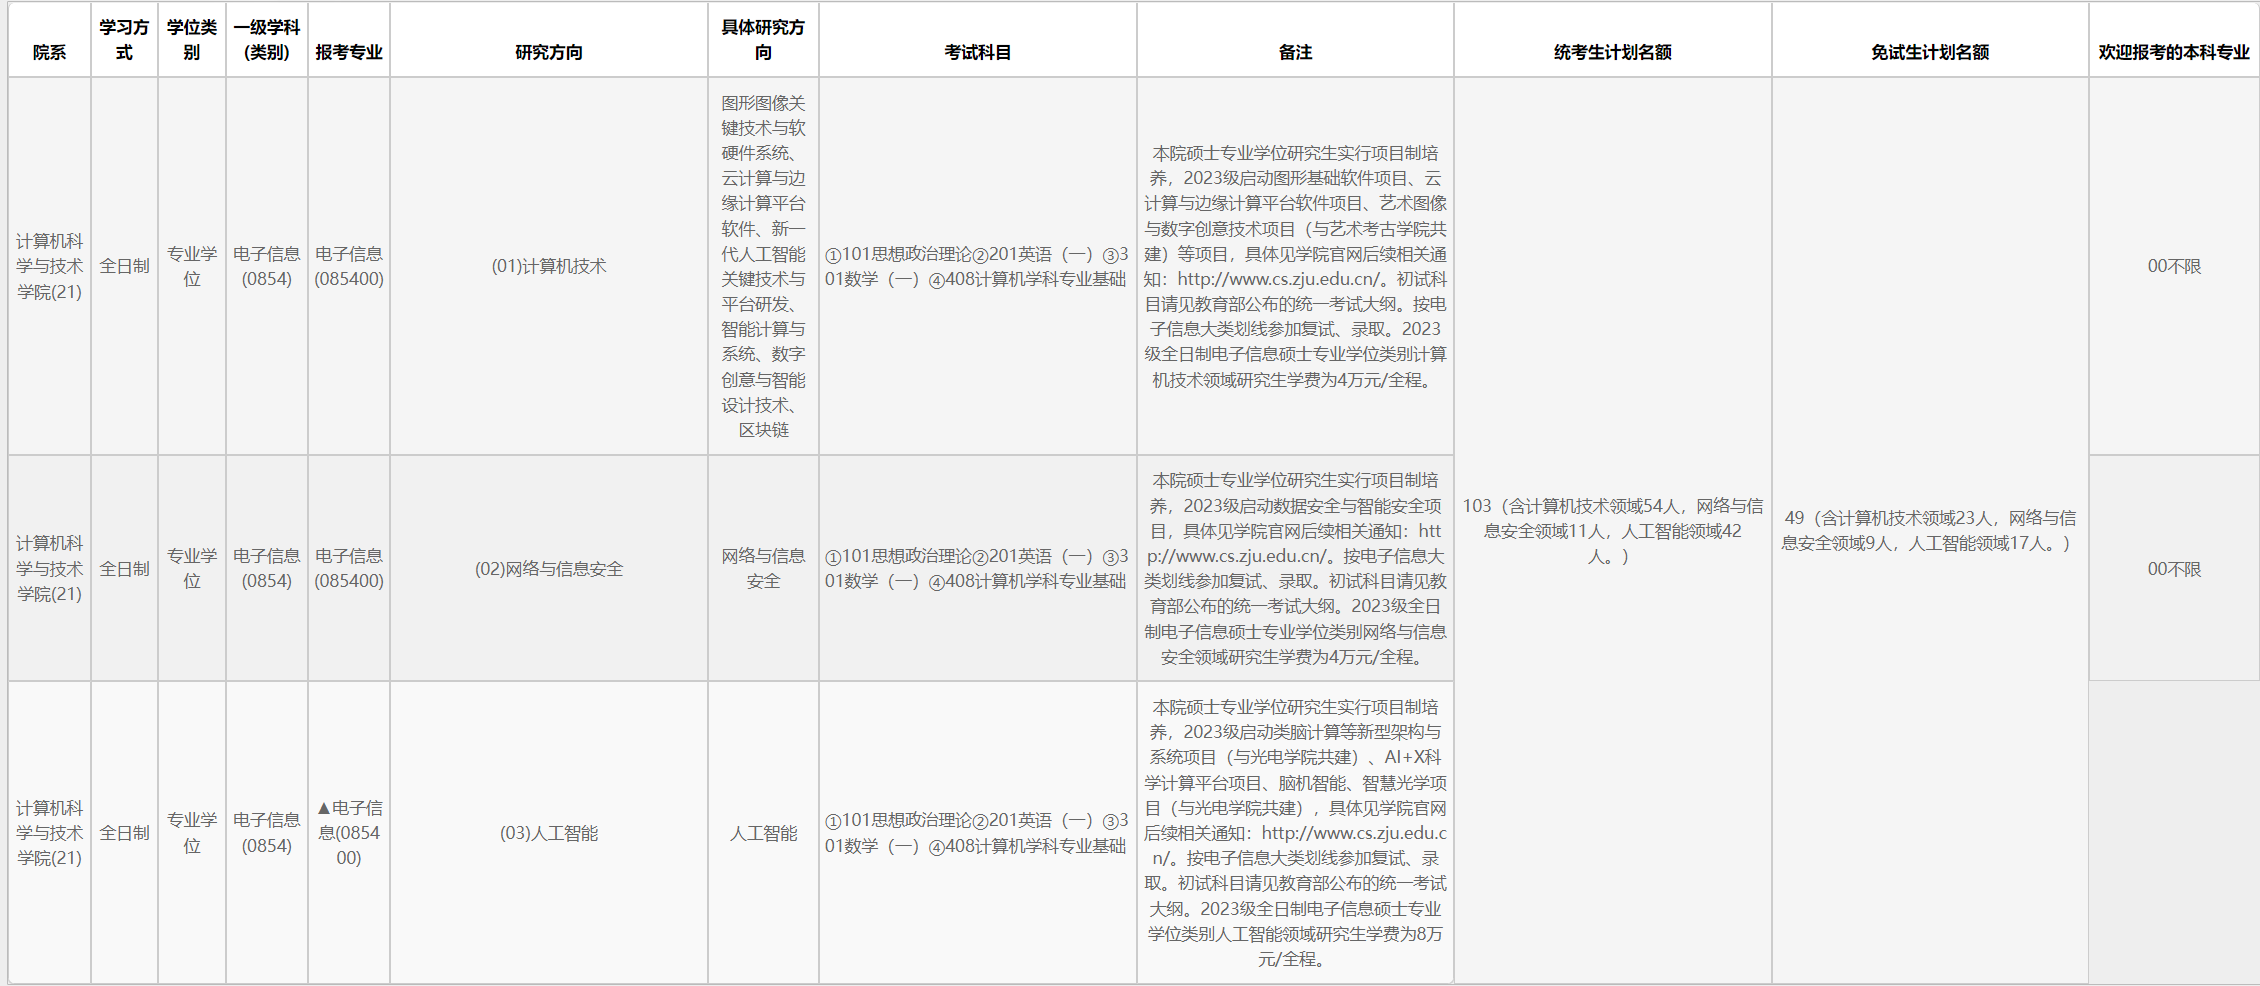 院系
学习方
式
学位类
别
一级学科
(类别)
报考专业
研究方向
具体研究方
向
考试科目
备注
统考生计划名额
免试生计划名额
欢迎报考的本科专业
计算机科
学与技术
学院(21)
全日制
专业学
位
电子信息
(0854)
电子信息
(085400)
(01)计算机技术
图形图像关
键技术与软
硬件系统、
云计算与边
缘计算平台
软件、新一
代人工智能
关键技术与
平台研发、
智能计算与
系统、数字
创意与智能
设计技术、
区块链
①101思想政治理论②201英语（一）③3
01数学（一）④408计算机学科专业基础
本院硕士专业学位研究生实行项目制培
养，2023级启动图形基础软件项目、云
计算与边缘计算平台软件项目、艺术图像
与数字创意技术项目（与艺术考古学院共
建）等项目，具体见学院官网后续相关通
知：http://www.cs.zju.edu.cn/。初试科
目请见教育部公布的统一考试大纲。按电
子信息大类划线参加复试、录取。2023
级全日制电子信息硕士专业学位类别计算
机技术领域研究生学费为4万元/全程。
103（含计算机技术领域54人，网络与信
息安全领域11人，人工智能领域42
人。）
49（含计算机技术领域23人，网络与信
息安全领域9人，人工智能领域17人。）
00不限
计算机科
学与技术
学院(21)
全日制
专业学
位
电子信息
(0854)
电子信息
(085400)
(02)网络与信息安全
网络与信息
安全
①101思想政治理论②201英语（一）③3
01数学（一）④408计算机学科专业基础
本院硕士专业学位研究生实行项目制培
养，2023级启动数据安全与智能安全项
目，具体见学院官网后续相关通知：htt
p://www.cs.zju.edu.cn/。按电子信息大
类划线参加复试、录取。初试科目请见教
育部公布的统一考试大纲。2023级全日
制电子信息硕士专业学位类别网络与信息
安全领域研究生学费为4万元/全程。
00不限
计算机科
学与技术
学院(21)
全日制
专业学
位
电子信息
(0854)
▲电子信
息(0854
00)
(03)人工智能
人工智能
①101思想政治理论②201英语（一）③3
01数学（一）④408计算机学科专业基础
本院硕士专业学位研究生实行项目制培
养，2023级启动类脑计算等新型架构与
系统项目（与光电学院共建）、AI+X科
学计算平台项目、脑机智能、智慧光学项
目（与光电学院共建），具体见学院官网
后续相关通知：http://www.cs.zju.edu.c
n/。按电子信息大类划线参加复试、录
取。初试科目请见教育部公布的统一考试
大纲。2023级全日制电子信息硕士专业
学位类别人工智能领域研究生学费为8万
元/全程。